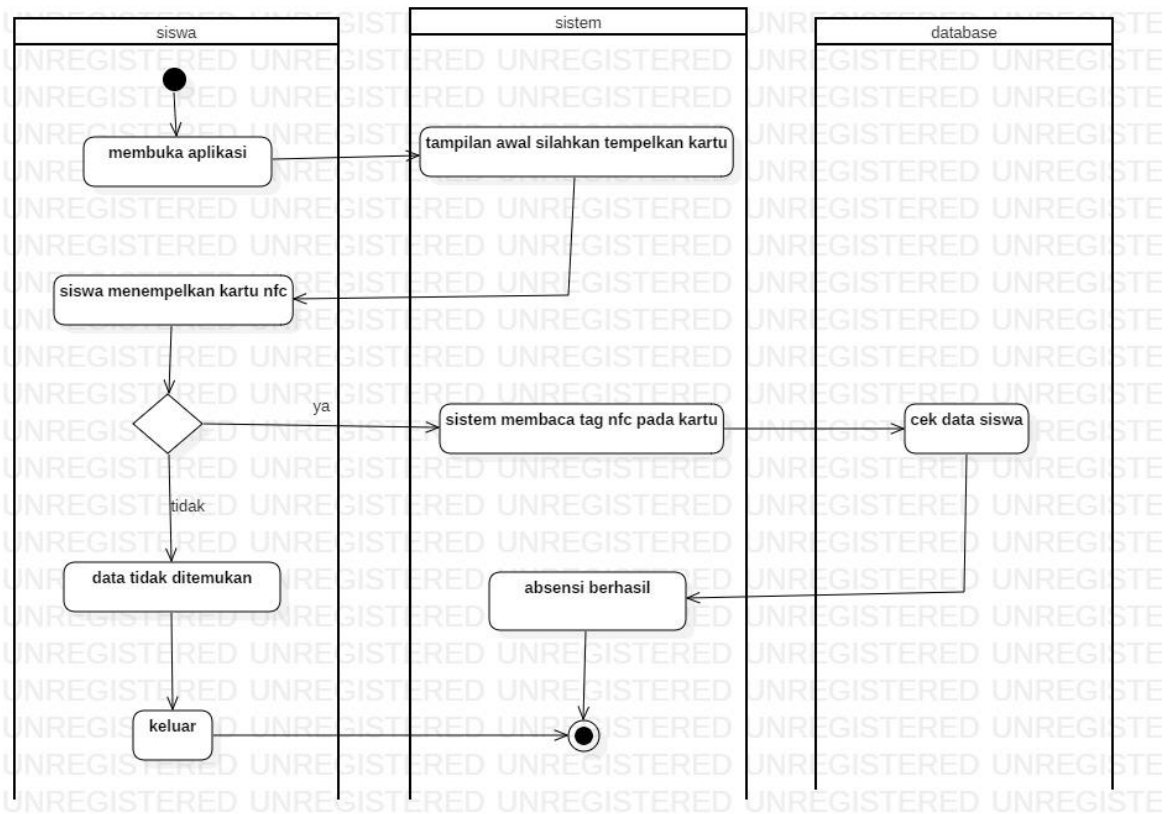 siswa
sistem
database
membuka aplikasi
tampilan awal silahkan tempelkan kartu
siswa menempelkan kartu nfc
ya
sistem membaca tag nfc pada kartu
cek data siswa
tidak
data tidak ditemukan
absensi berhasil
keluar
UNREGISTERED